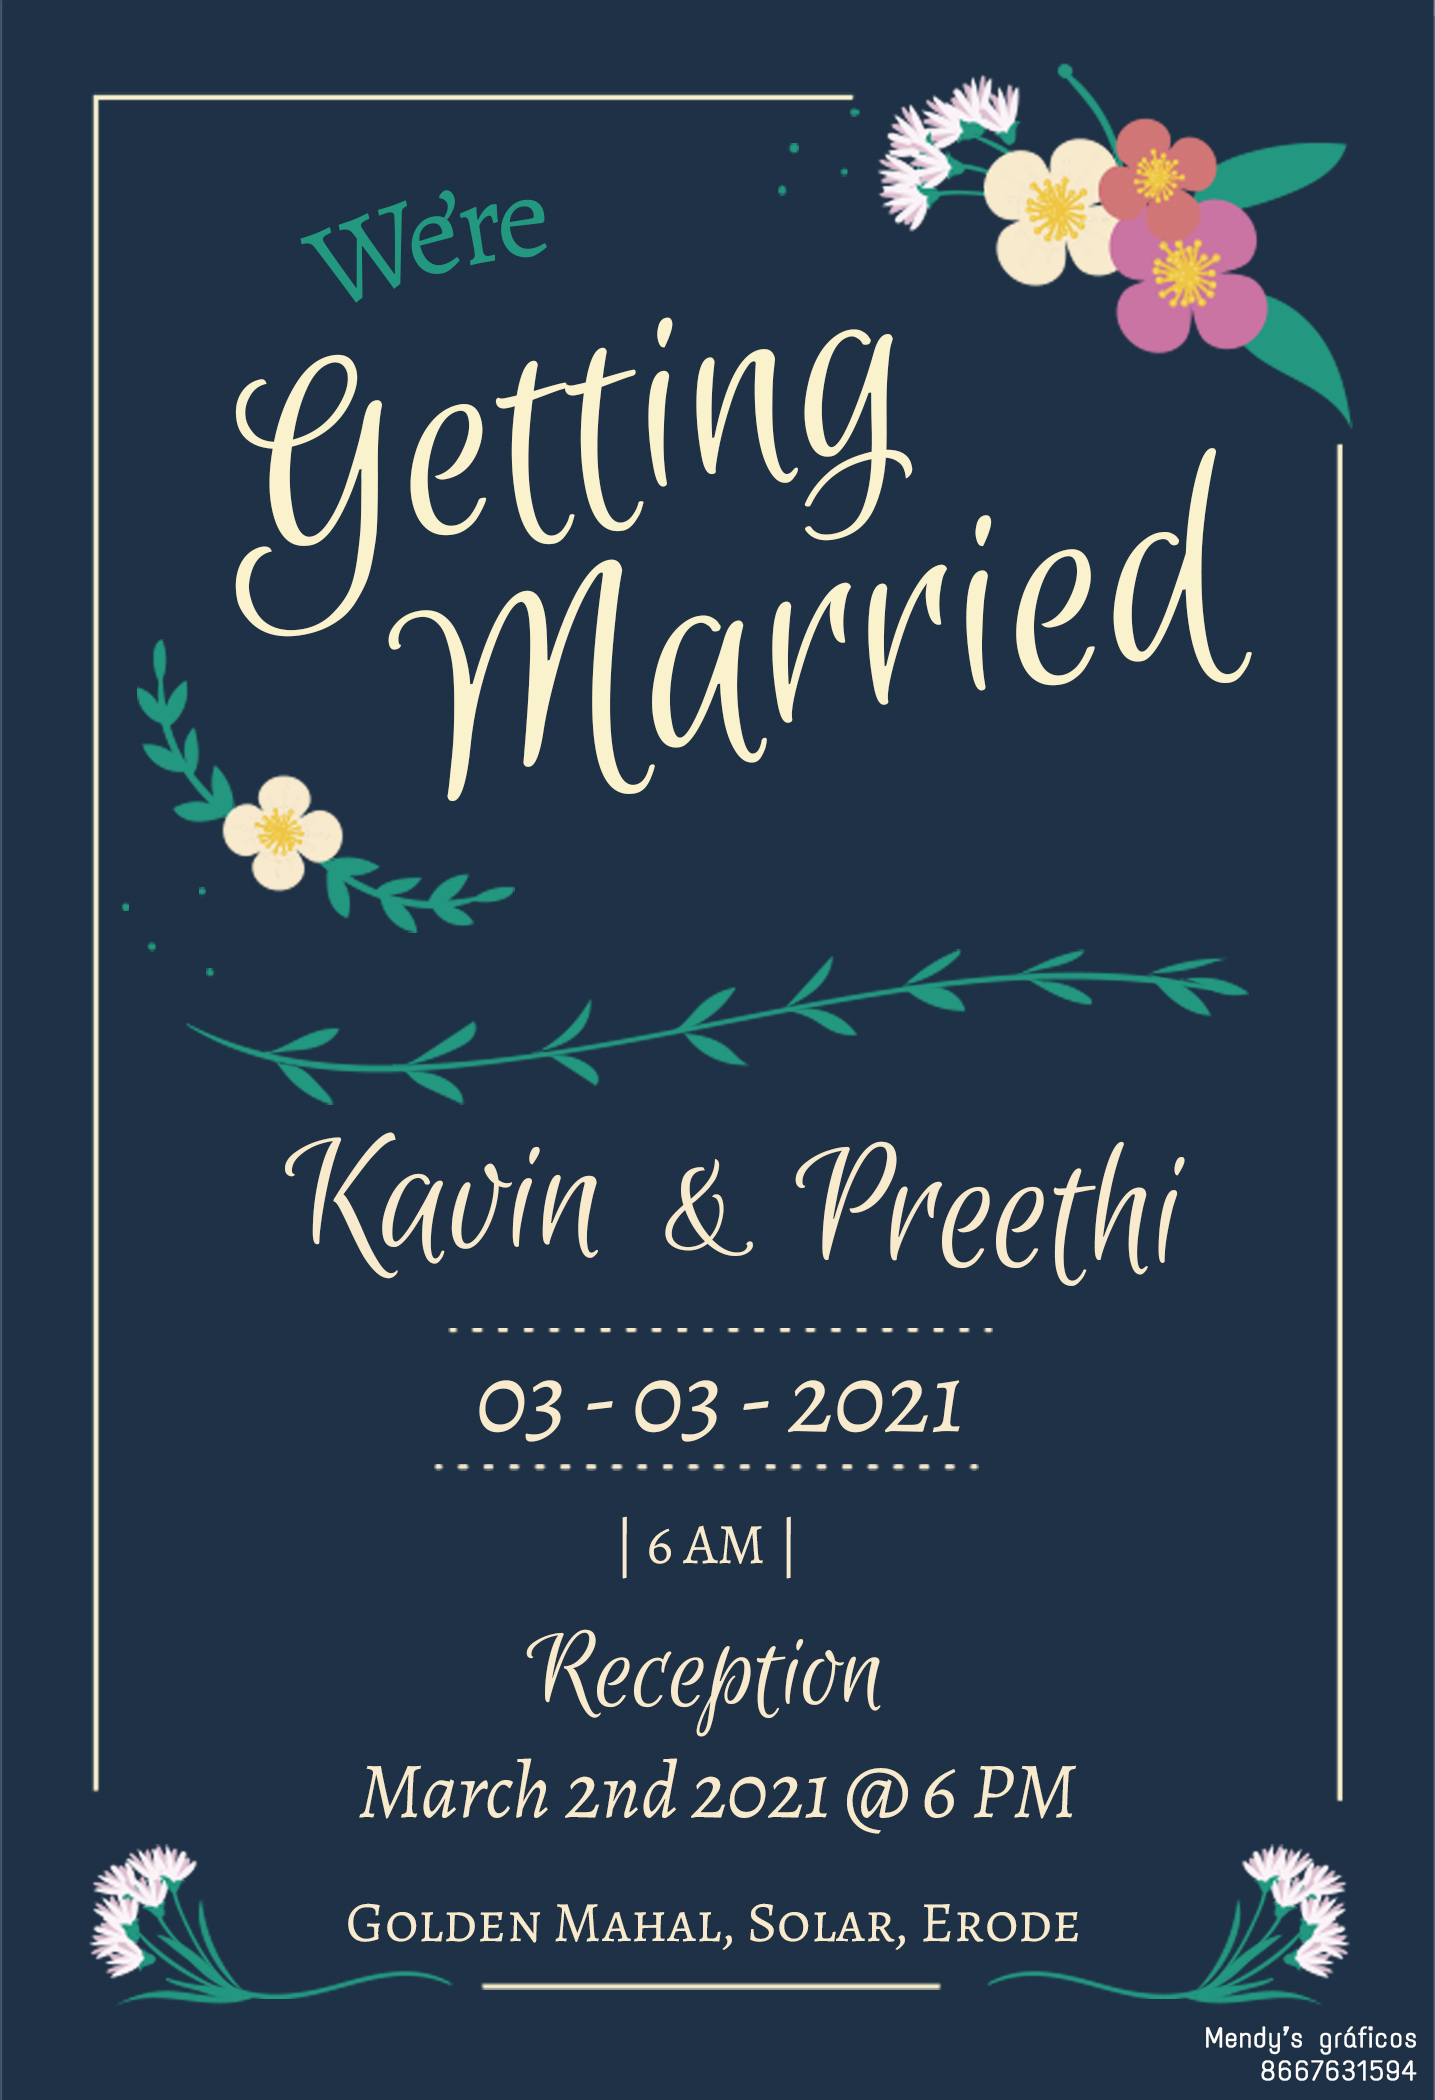 We're
Getting
Married
Kavin & Preethi
03 - 03 - 2021
| 6 AM |
Reception
March 2nd 2021 @ 6 PM
Golden Mahal, Solar, Erode
Mendy's gráficos
8667631594